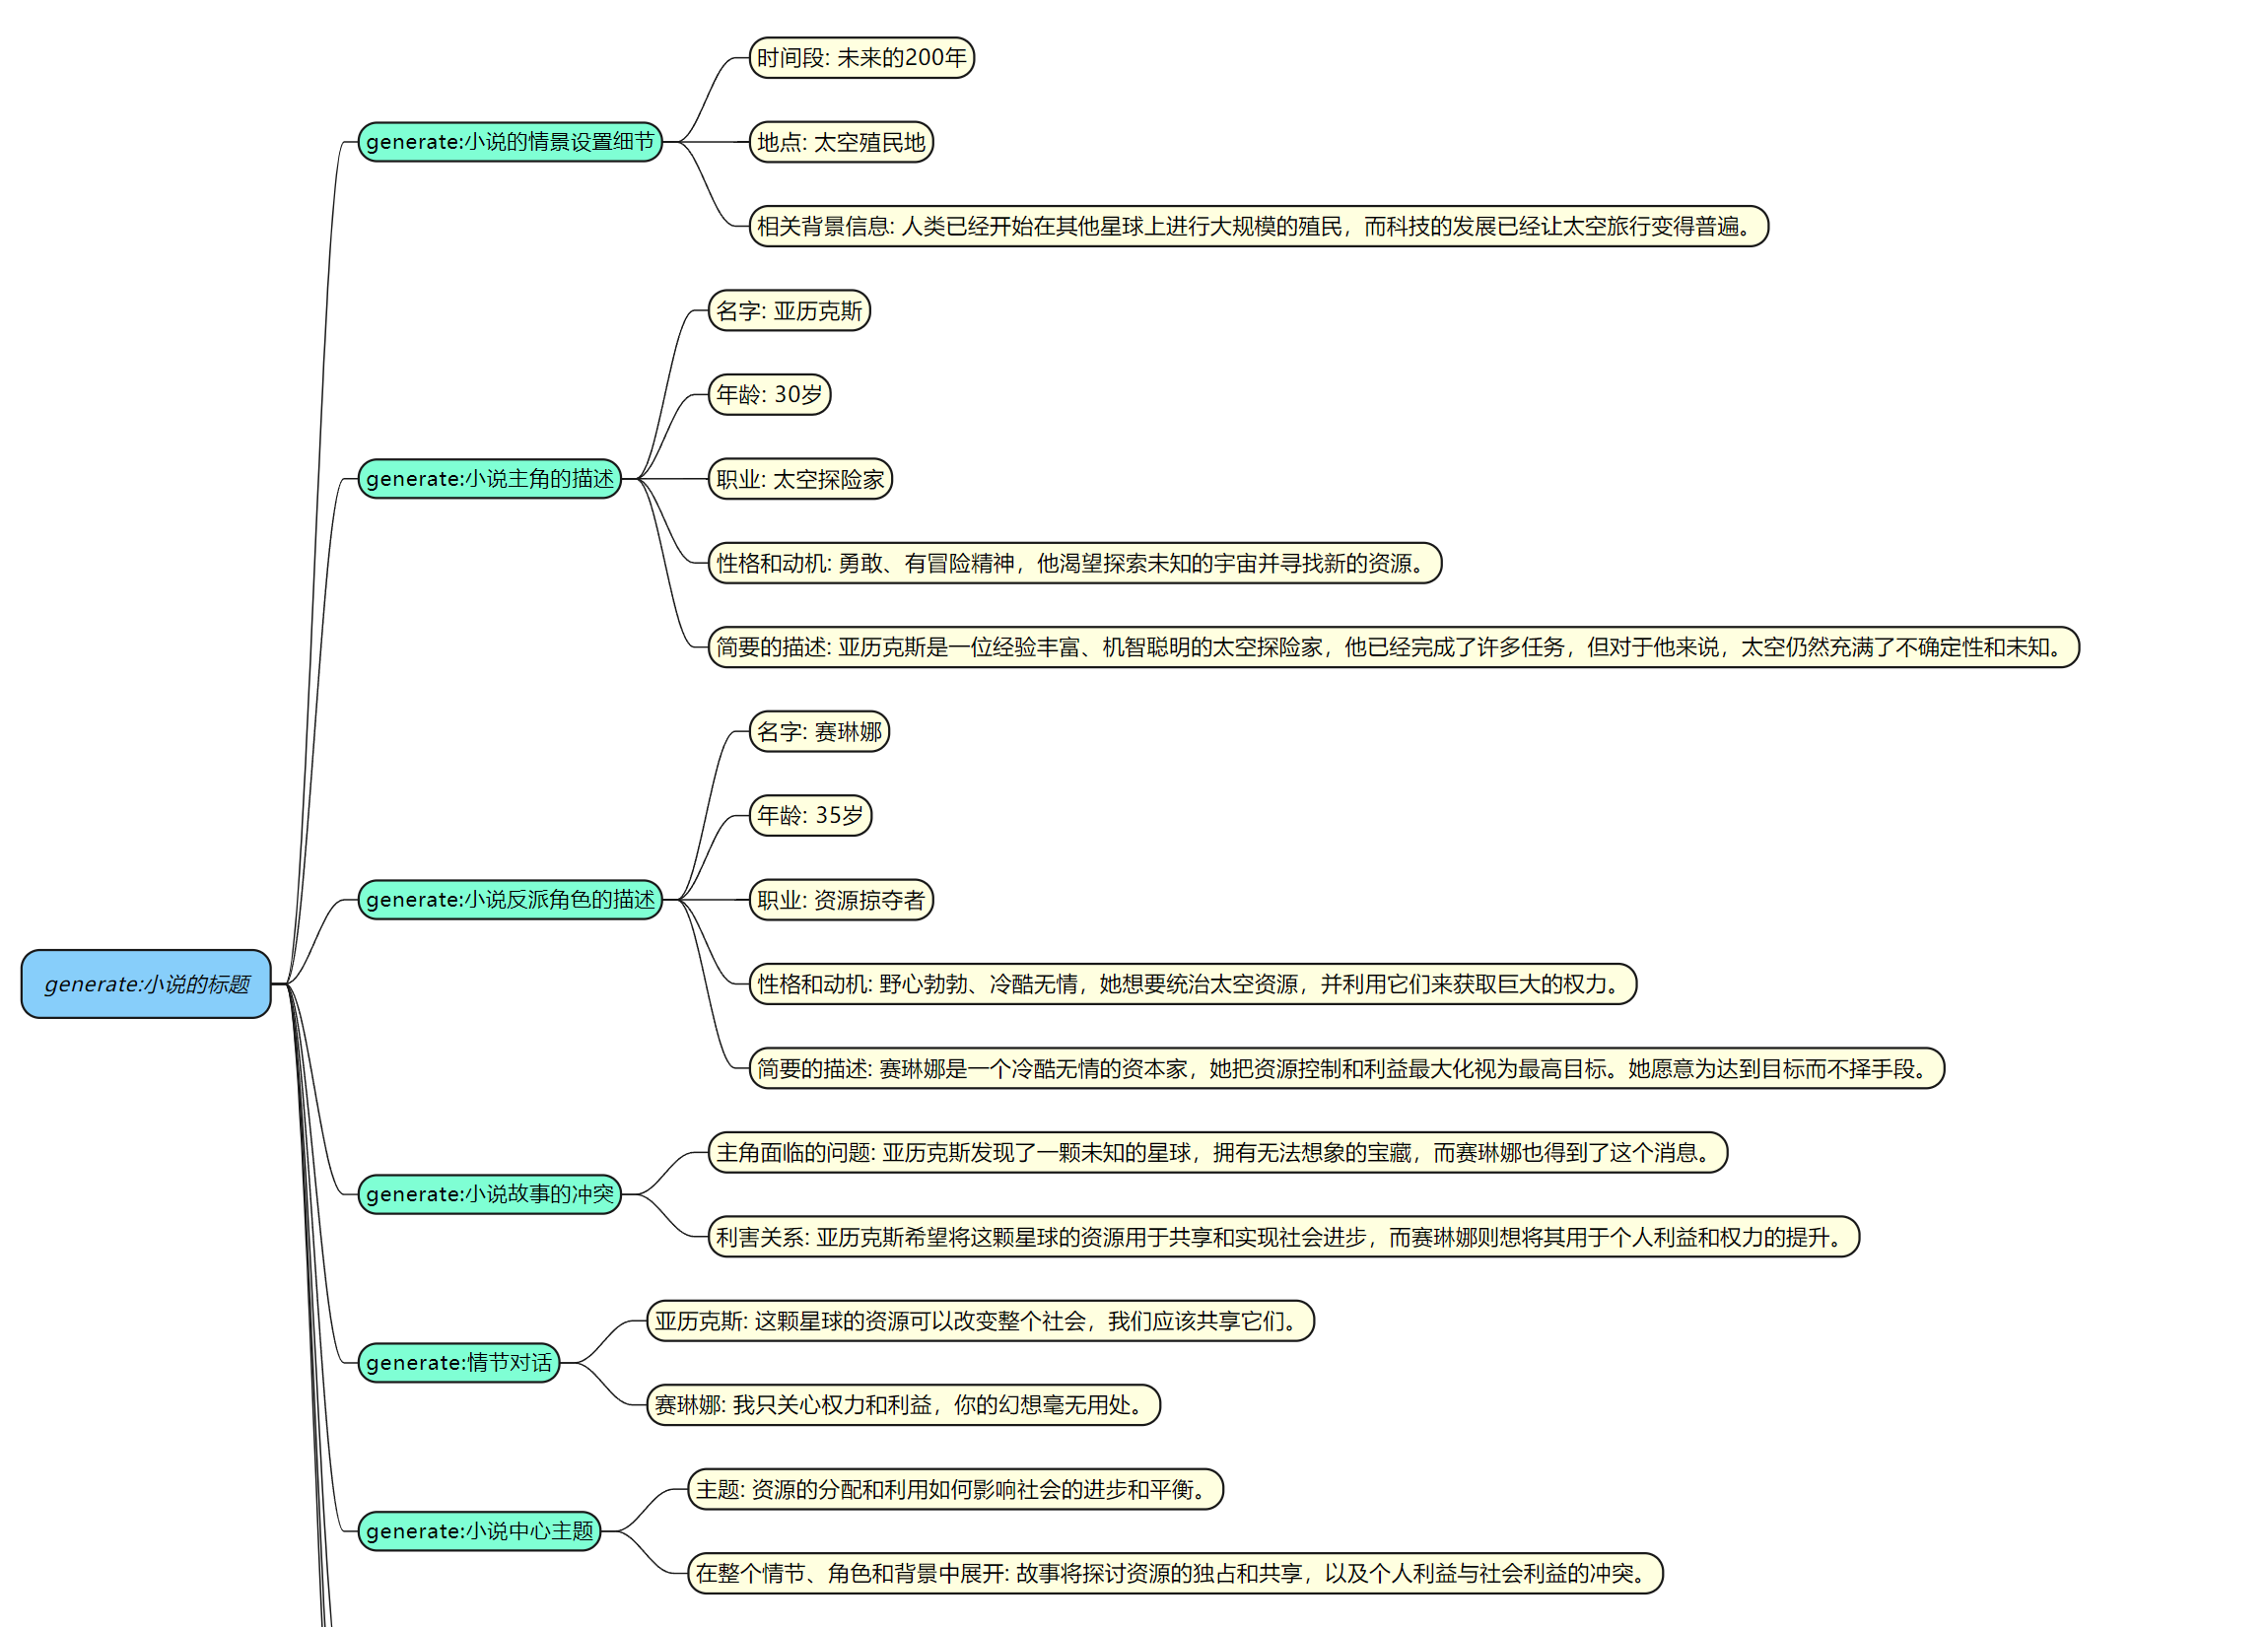 generate:小说的标题
generate:小说的情景设置细节
时间段: 未来的200年
地点: 太空殖民地
相关背景信息: 人类已经开始在其他星球上进行大规模的殖民，而科技的发展已经让太空旅行变得普遍。
generate:小说主角的描述
名字: 亚历克斯
年龄: 30岁
职业: 太空探险家
性格和动机: 勇敢、有冒险精神，他渴望探索未知的宇宙并寻找新的资源。
简要的描述: 亚历克斯是一位经验丰富、机智聪明的太空探险家，他已经完成了许多任务，但对于他来说，太空仍然充满了不确定性和未知。
generate:小说反派角色的描述
名字: 赛琳娜
年龄: 35岁
职业: 资源掠夺者
性格和动机: 野心勃勃、冷酷无情，她想要统治太空资源，并利用它们来获取巨大的权力。
简要的描述: 赛琳娜是一个冷酷无情的资本家，她把资源控制和利益最大化视为最高目标。她愿意为达到目标而不择手段。
generate:小说故事的冲突
主角面临的问题: 亚历克斯发现了一颗未知的星球，拥有无法想象的宝藏，而赛琳娜也得到了这个消息。
利害关系: 亚历克斯希望将这颗星球的资源用于共享和实现社会进步，而赛琳娜则想将其用于个人利益和权力的提升。
generate:情节对话
亚历克斯: 这颗星球的资源可以改变整个社会，我们应该共享它们。
赛琳娜: 我只关心权力和利益，你的幻想毫无用处。
generate:小说中心主题
主题: 资源的分配和利用如何影响社会的进步和平衡。
在整个情节、角色和背景中展开: 故事将探讨资源的独占和共享，以及个人利益与社会利益的冲突。